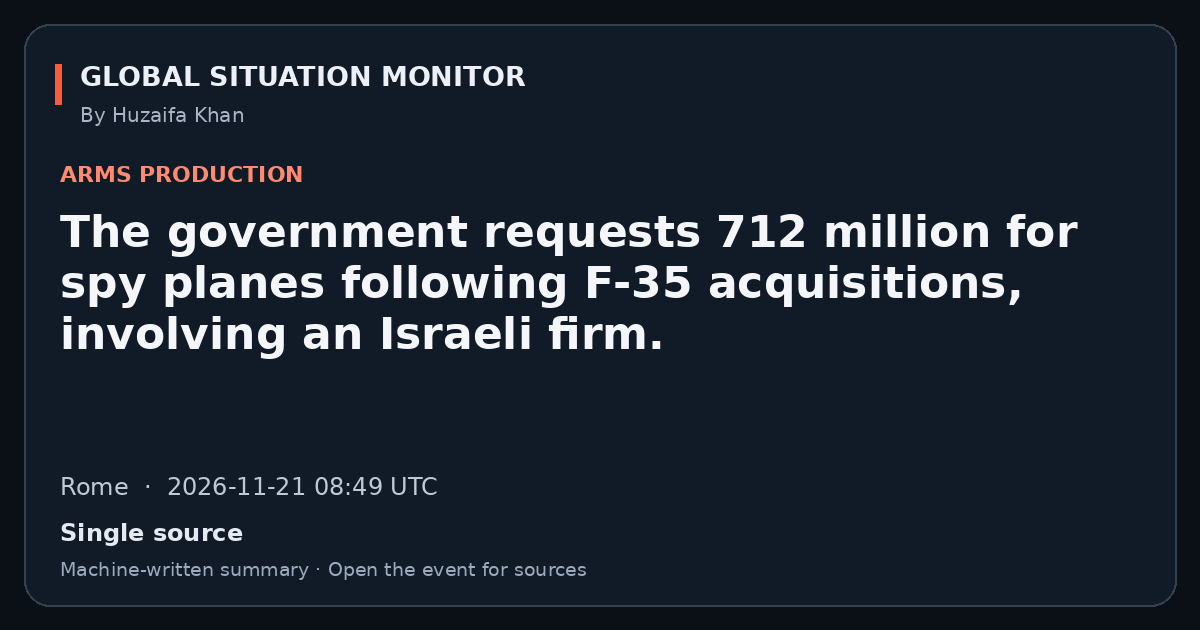 GLOBAL SITUATION MONITOR
By Huzaifa Khan
ARMS PRODUCTION
The government requests 712 million for
spy planes following F-35 acquisitions,
involving an Israeli firm.
Rome · 2026-11-21 08:49 UTC
Single source
Machine-written summary · Open the event for sources